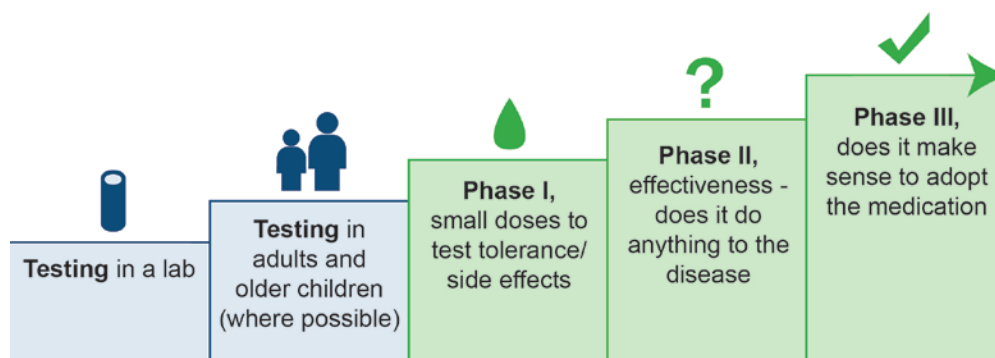 Testing in a lab
Testing in
adults and
older children
(where possible)
Phase I,
small doses to
test tolerance/
side effects
?
Phase II,
effectiveness -
does it do
anything to the
disease
Phase III,
does it make
sense to adopt
the medication